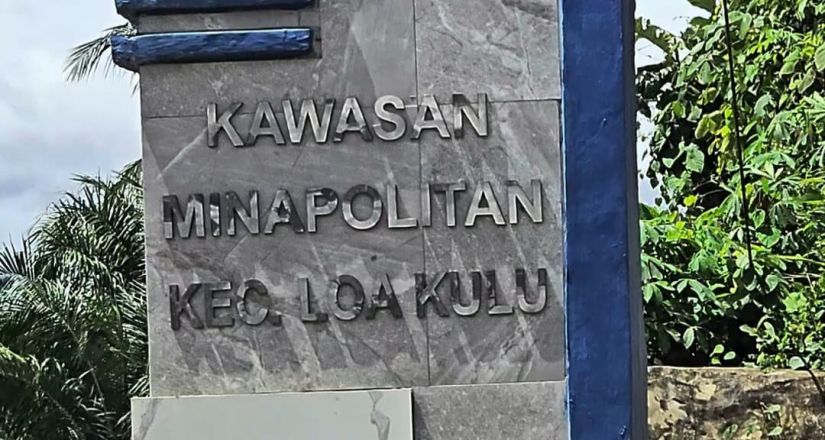 KAWASAN
MINAPOLITAN
KEC. LOA KULU